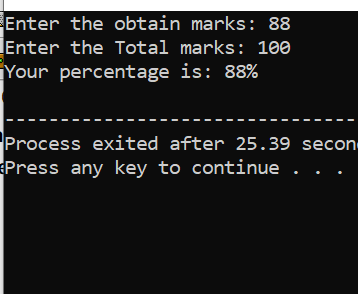 Enter the obtain marks: 88
Enter the Total marks: 100
Your percentage is: 88%
--------------------------------
Process exited after 25.39 secon
Press any key to continue . . .